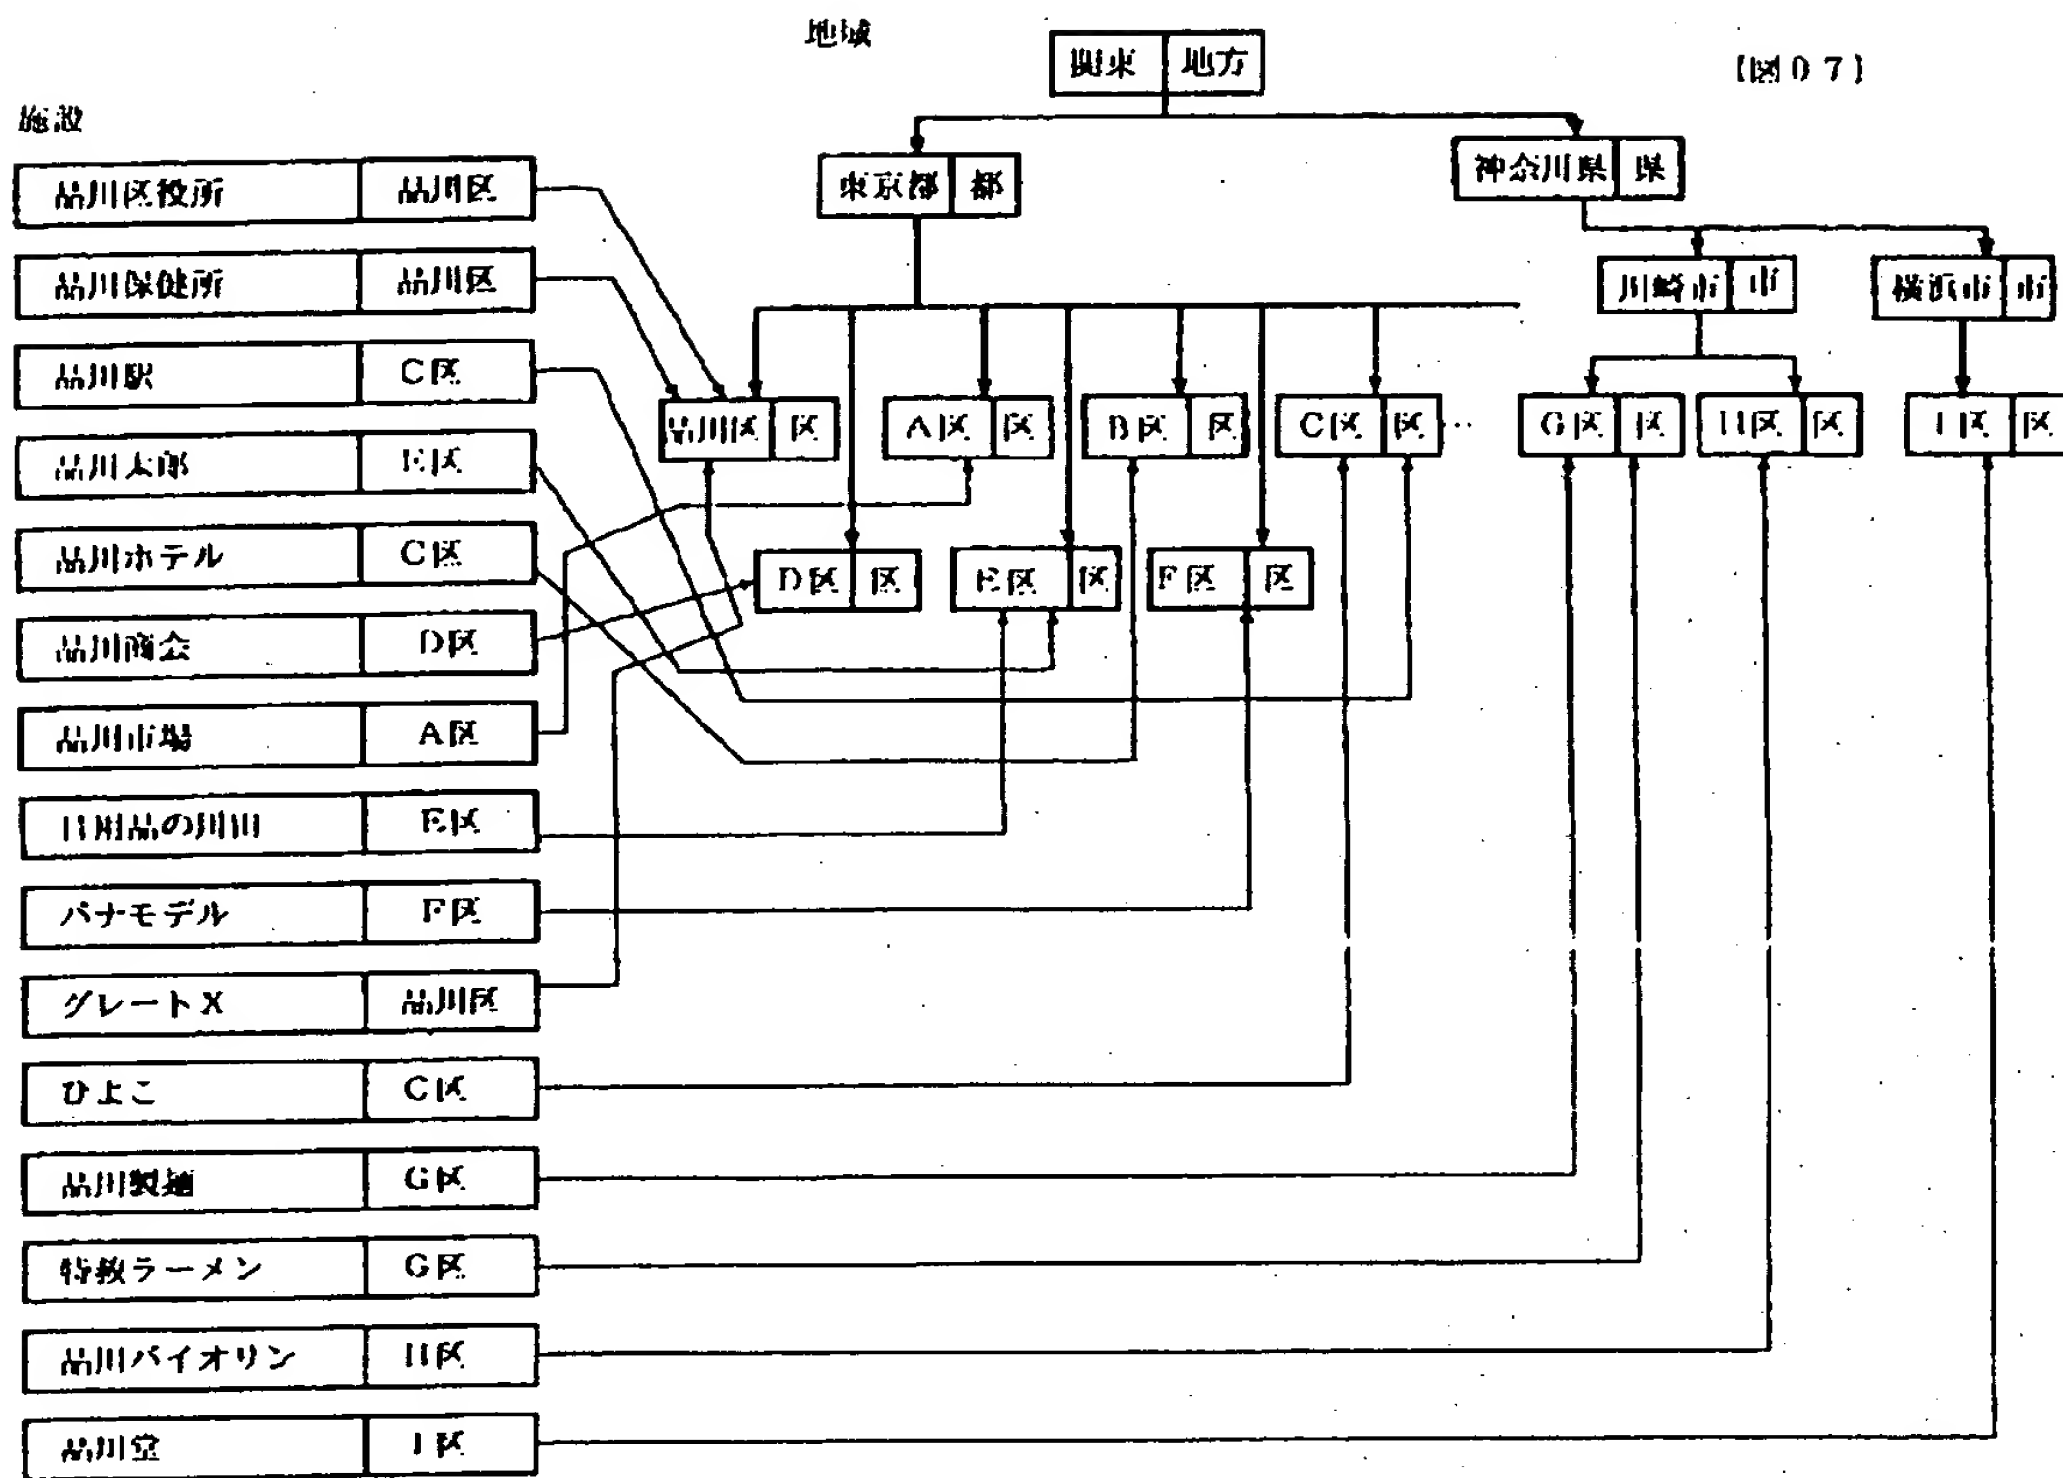 地域
関東 地方
【図07】
施設
東京都 都
神奈川県 県
川崎市 市
横浜市 市
品川区 区
A区 区
B区 区
C区 区
…
G区 区
H区 区
I区 区
D区 区
E区 区
F区 区
品川区役所 品川区
品川保健所 品川区
品川駅 C区
品川太郎 E区
品川ホテル C区
品川商会 D区
品川市場 A区
日用品の川田 E区
パナモデル F区
グレートX 品川区
ひよこ C区
品川製麺 G区
ラーメン G区
品川バイオリン H区
品川堂 I区